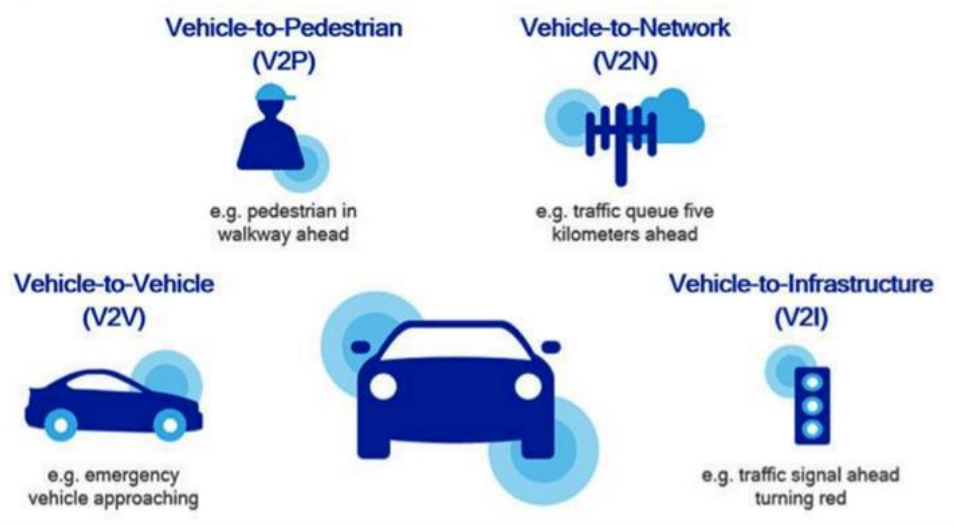 Vehicle-to-Pedestrian
(V2P)
e.g. pedestrian in
walkway ahead
Vehicle-to-Network
(V2N)
e.g. traffic queue five
kilometers ahead
Vehicle-to-Vehicle
(V2V)
e.g. emergency
vehicle approaching
Vehicle-to-Infrastructure
(V2I)
e.g. traffic signal ahead
turning red